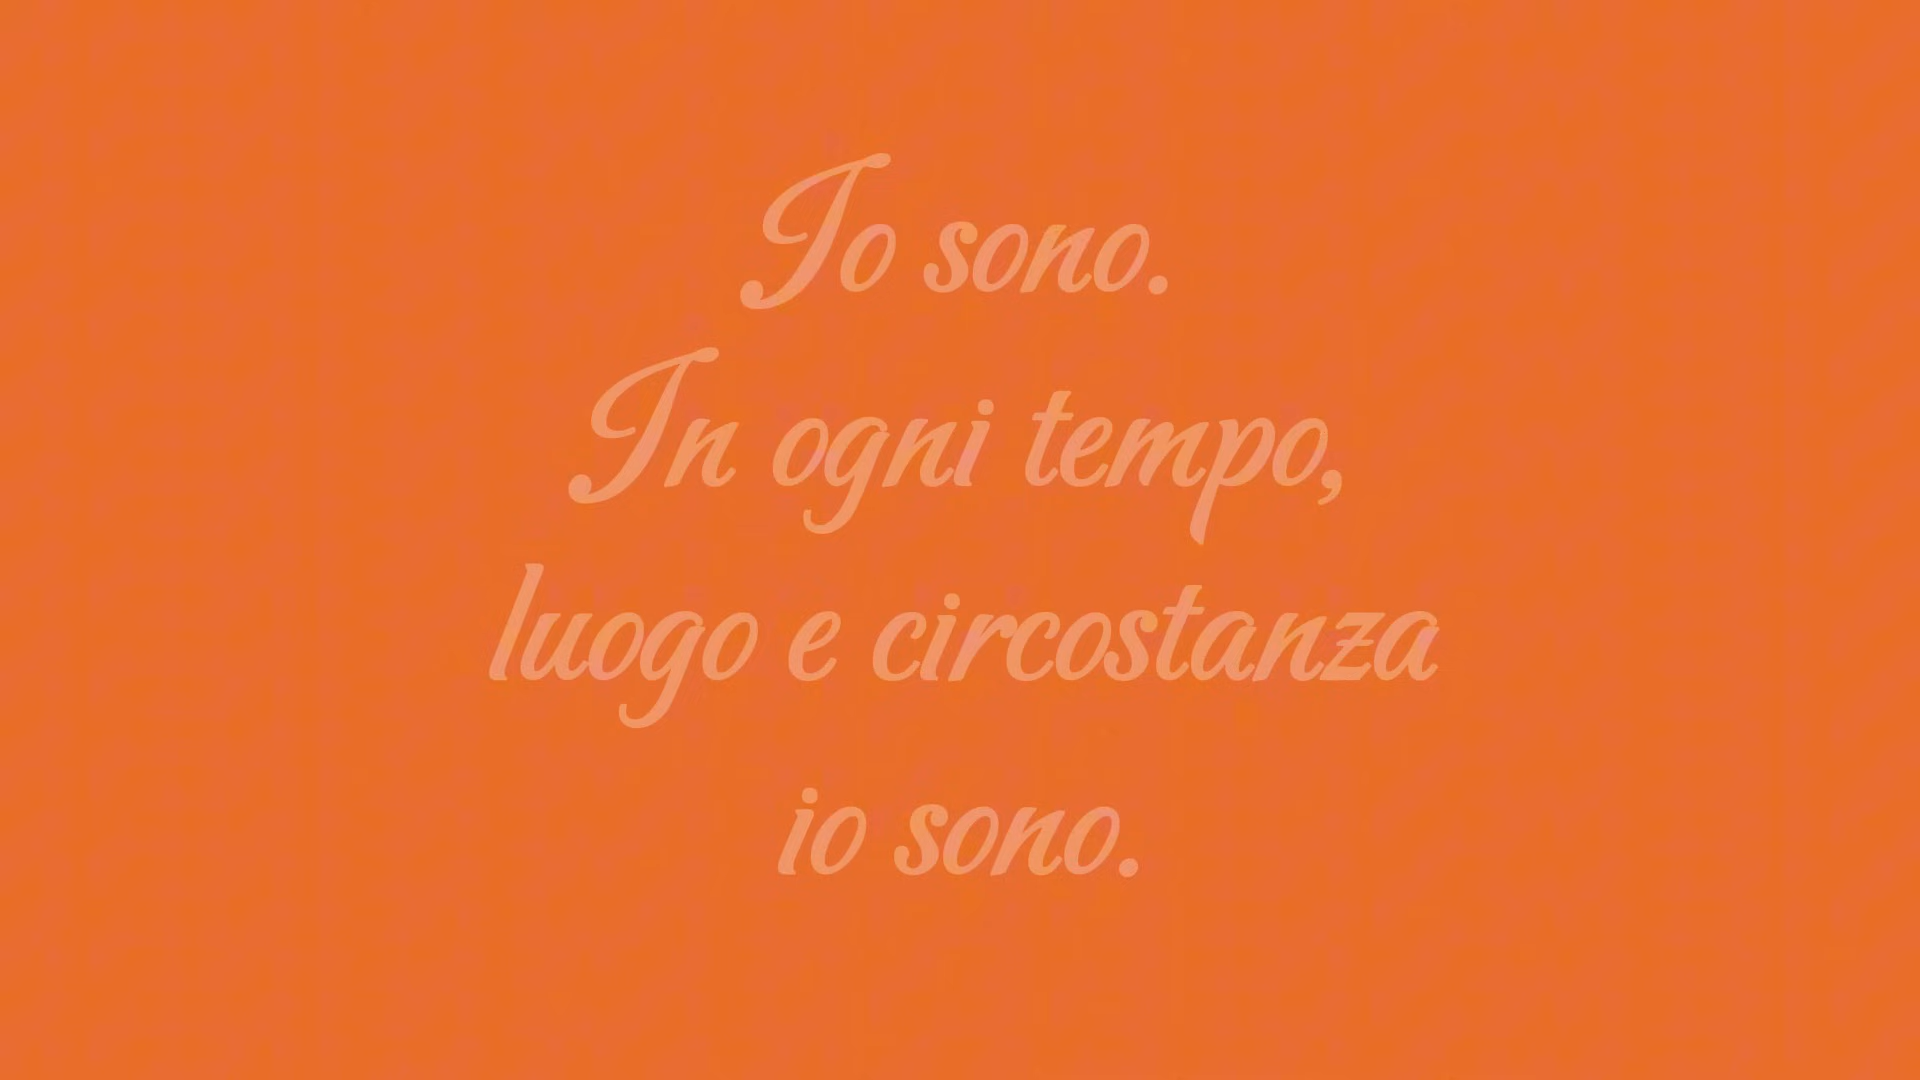 Io sono.
In ogni tempo,
luogo e circostanza
io sono.